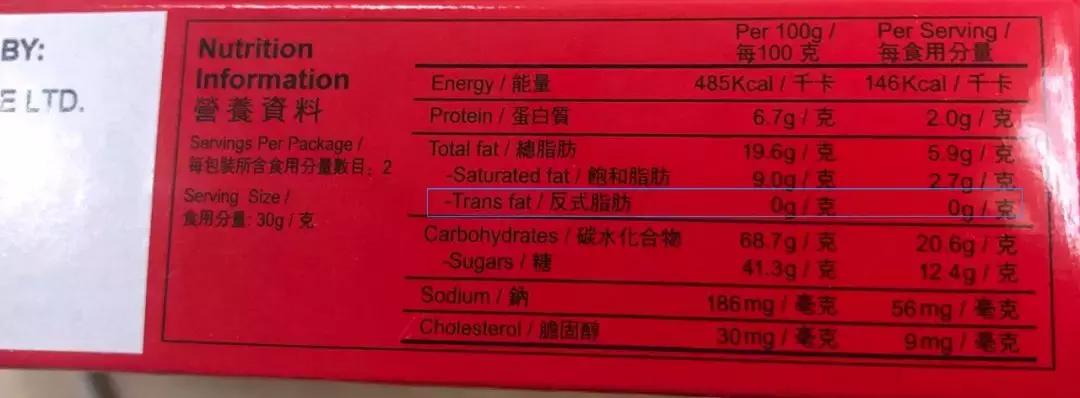 BY:
E LTD.
Nutrition
Information
營養資料
Servings Per Package /
每包裝所含食用分量數目: 2
Serving Size /
食用分量: 30g / 克
Per 100g / Per Serving /
每100 克 每食用分量
Energy / 能量 485Kcal / 千卡 146Kcal / 千卡
Protein / 蛋白質 6.7g / 克 2.0g / 克
Total fat / 總脂肪 19.6g / 克 5.9g / 克
-Saturated fat / 飽和脂肪 9.0g / 克 2.7g / 克
-Trans fat / 反式脂肪 0g / 克 0g / 克
Carbohydrates / 碳水化合物 68.7g / 克 20.6g / 克
-Sugars / 糖 41.3g / 克 12.4g / 克
Sodium / 鈉 186mg / 毫克 56mg / 毫克
Cholesterol / 膽固醇 30mg / 毫克 9mg / 毫克